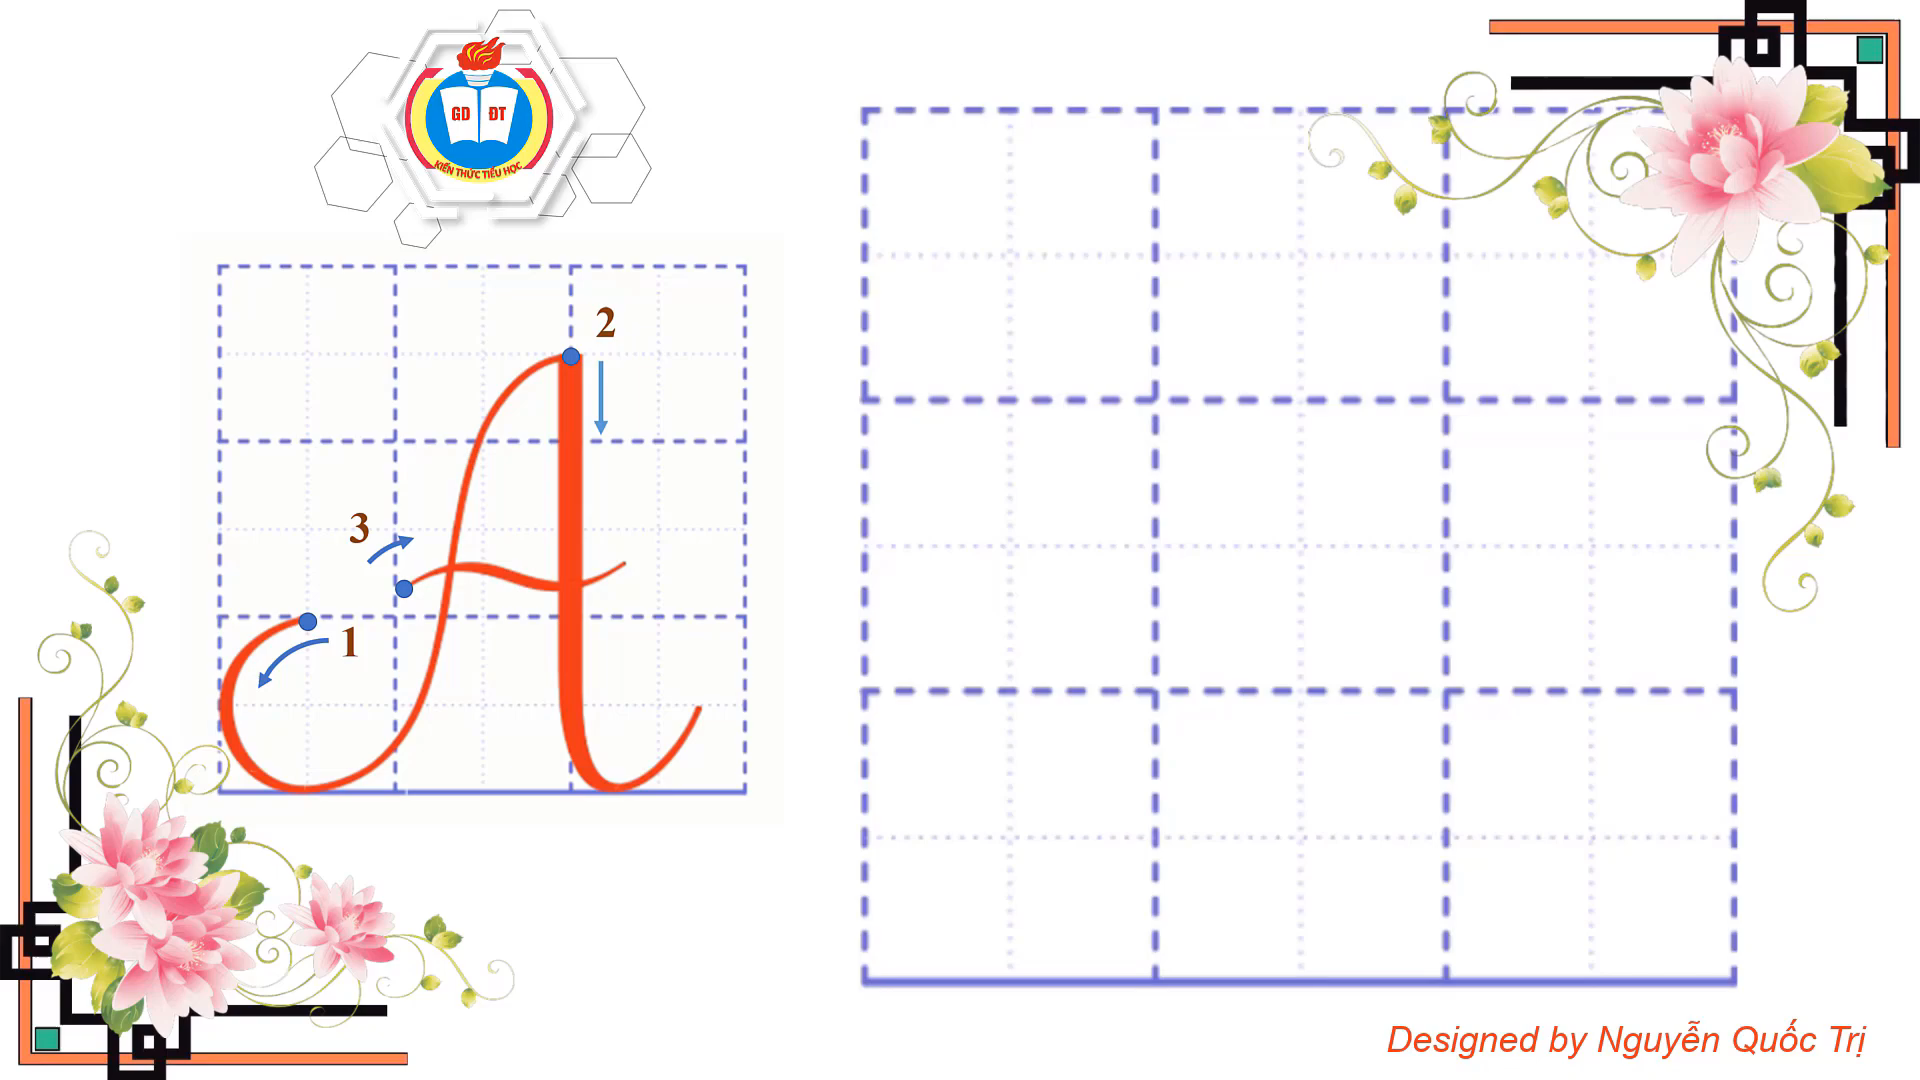 GD ĐT
KIẾN THỨC TIỂU HỌC
2
3
1
A
Designed by Nguyễn Quốc Trị